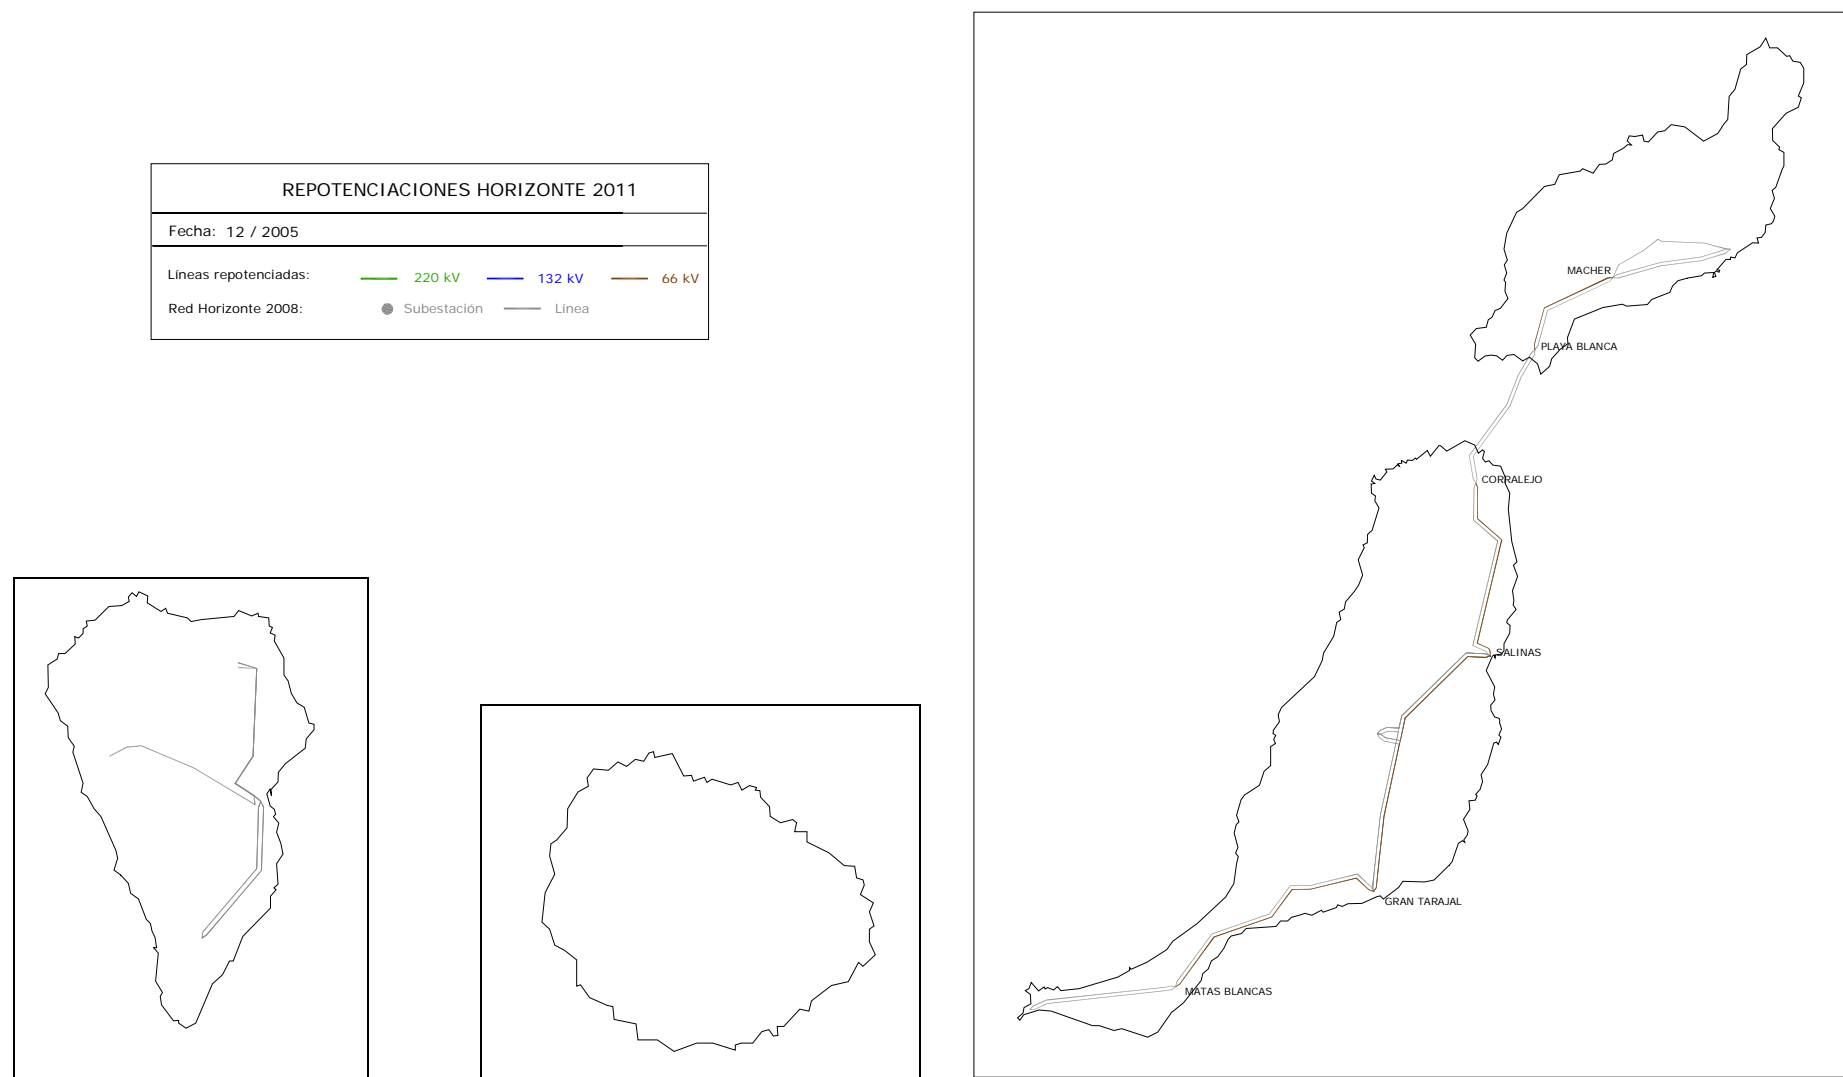 REPOTENCIACIONES HORIZONTE 2011
Fecha: 12 / 2005
Líneas repotenciadas: 220 kV 132 kV 66 kV
Red Horizonte 2008: Subestación Línea
MACHER
PLAYA BLANCA
CORRALEJO
SALINAS
GRAN TARAJAL
MATAS BLANCAS